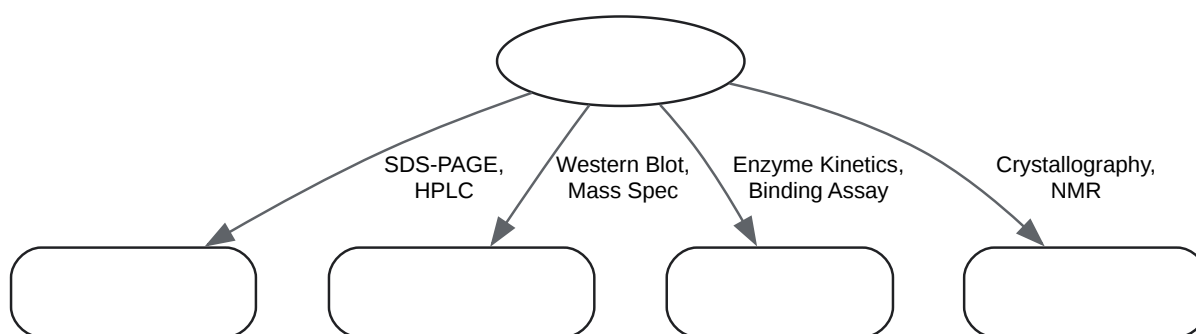 SDS-PAGE,
HPLC
Western Blot,
Mass Spec
Enzyme Kinetics,
Binding Assay
Crystallography,
NMR